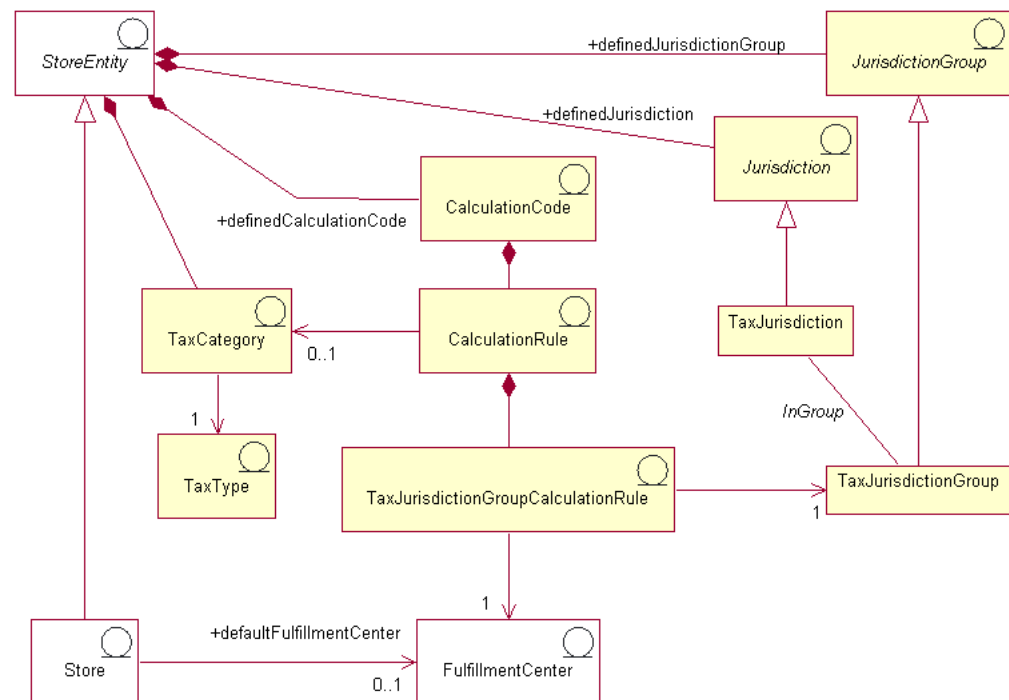 StoreEntity
+definedJurisdictionGroup
JurisdictionGroup
+definedJurisdiction
Jurisdiction
CalculationCode
+definedCalculationCode
TaxCategory
0..1
CalculationRule
TaxJurisdiction
InGroup
1
TaxType
TaxJurisdictionGroupCalculationRule
1
TaxJurisdictionGroup
1
Store
+defaultFulfillmentCenter
0..1
FulfillmentCenter